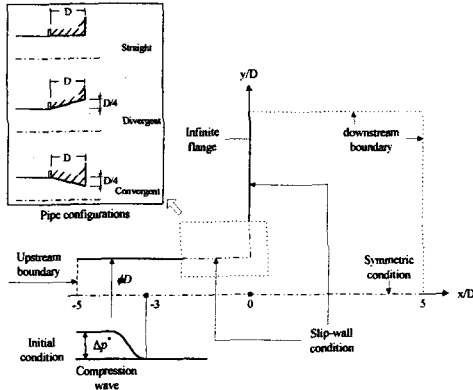 D
Straight
D
D/4
Divergent
D
D/4
Convergent
Pipe configurations
y/D
Infinite
flange
downstream
boundary
Upstream
boundary
ϕD
Symmetric
condition
x/D
-5
-3
0
5
Initial
condition
Δp*
Compression
wave
Slip-wall
condition